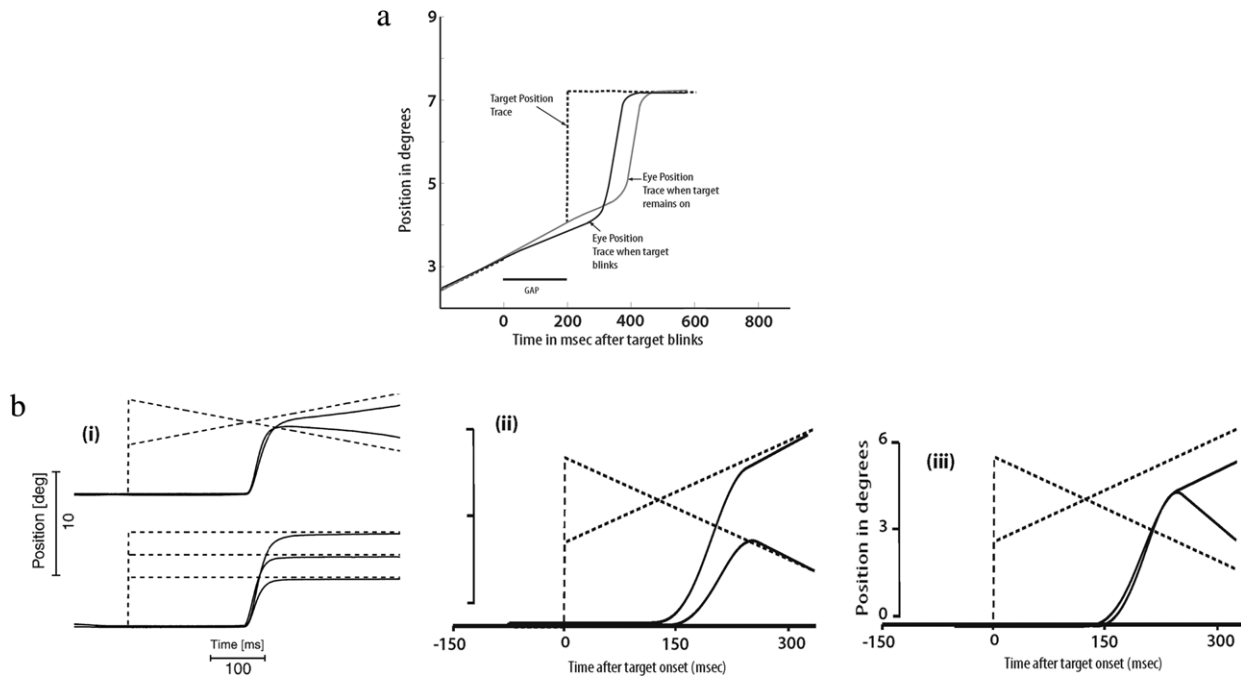 a
9
7
5
3
Position in degrees
Target Position
Trace
Eye Position
Trace when target
remains on
Eye Position
Trace when target
blinks
GAP
0 200 400 600 800
Time in msec after target blinks
b
(i)
Position [deg]
10
Time [ms]
100
(ii)
-150 0 150 300
Time after target onset (msec)
(iii)
Position in degrees
6
3
0
-150 0 150 300
Time after target onset (msec)